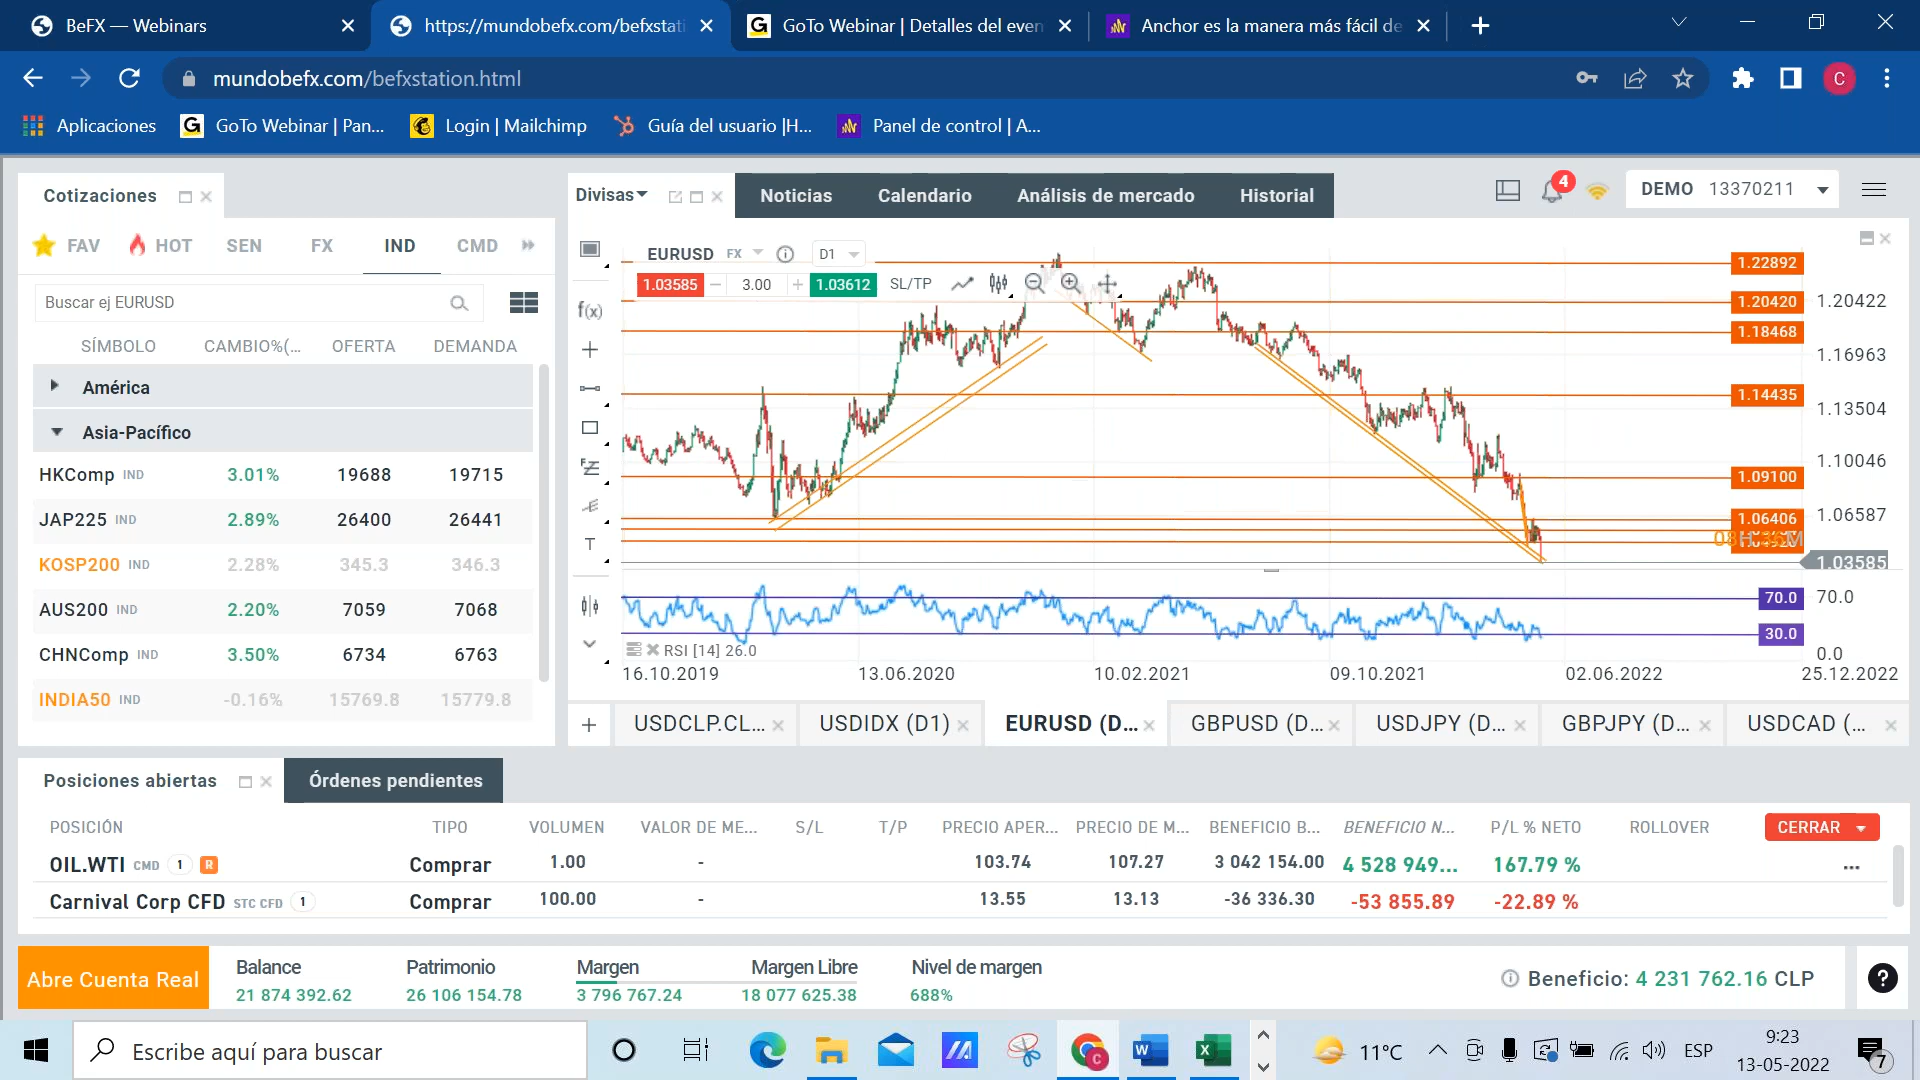 BeFX — Webinars
https://mundobefx.com/befxstati
GoTo Webinar | Detalles del even
Anchor es la manera más fácil de
mundobefx.com/befxstation.html
C
Aplicaciones
GoTo Webinar | Pan...
Login | Mailchimp
Guía del usuario |H...
Panel de control | A...
Cotizaciones
Divisas
Noticias
Calendario
Análisis de mercado
Historial
4
DEMO 13370211
FAV HOT SEN FX IND CMD
EURUSD FX D1
1.03585 3.00 1.03612 SL/TP
Buscar ej EURUSD
SÍMBOLO CAMBIO%(... OFERTA DEMANDA
América
Asia-Pacífico
HKComp IND 3.01% 19688 19715
JAP225 IND 2.89% 26400 26441
KOSP200 IND 2.28% 345.3 346.3
AUS200 IND 2.20% 7059 7068
CHNComp IND 3.50% 6734 6763
INDIA50 IND -0.16% 15769.8 15779.8
f(x)
T
1.22892
1.20420 1.20422
1.18468
1.16963
1.14435
1.13504
1.10046
1.09100
1.06406 1.06587
1.03585
70.0 70.0
30.0
0.0
RSI [14] 26.0
16.10.2019 13.06.2020 10.02.2021 09.10.2021 02.06.2022 25.12.2022
USDCLP.CL... USDIDX (D1) EURUSD (D... GBPUSD (D... USDJPY (D... GBPJPY (D... USDCAD (...
Posiciones abiertas
Órdenes pendientes
POSICIÓN TIPO VOLUMEN VALOR DE ME... S/L T/P PRECIO APER... PRECIO DE M... BENEFICIO B... BENEFICIO N... P/L % NETO ROLLOVER CERRAR
OIL.WTI CMD 1 R Comprar 1.00 - 103.74 107.27 3 042 154.00 4 528 949... 167.79 % ...
Carnival Corp CFD STC CFD 1 Comprar 100.00 - 13.55 13.13 -36 336.30 -53 855.89 -22.89 %
Abre Cuenta Real
Balance Patrimonio Margen Margen Libre Nivel de margen
21 874 392.62 26 106 154.78 3 796 767.24 18 077 625.38 688%
Beneficio: 4 231 762.16 CLP
?
Escribe aquí para buscar
11°C
ESP
9:23
13-05-2022
7